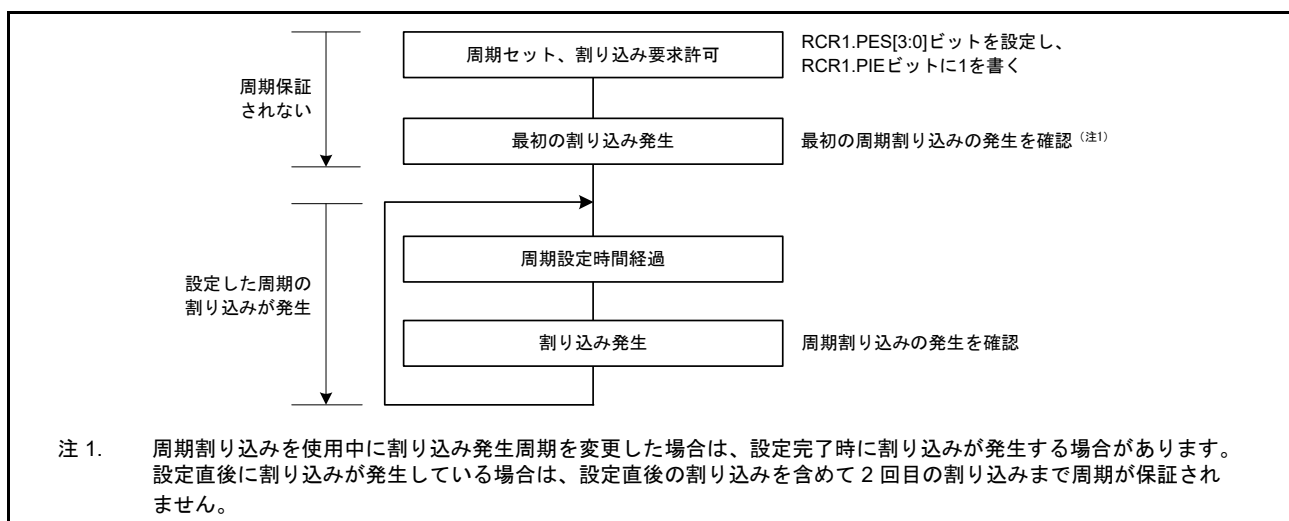 周期セット、割り込み要求許可
RCR1.PES[3:0]ビットを設定し、
RCR1.PIEビットに1を書く
周期保証
されない
最初の割り込み発生
最初の周期割り込みの発生を確認（注1）
周期設定時間経過
設定した周期の
割り込みが発生
割り込み発生
周期割り込みの発生を確認
注 1. 周期割り込みを使用中に割り込み発生周期を変更した場合は、設定完了時に割り込みが発生する場合があります。
設定直後に割り込みが発生している場合は、設定直後の割り込みを含めて 2 回目の割り込みまで周期が保証され
ません。